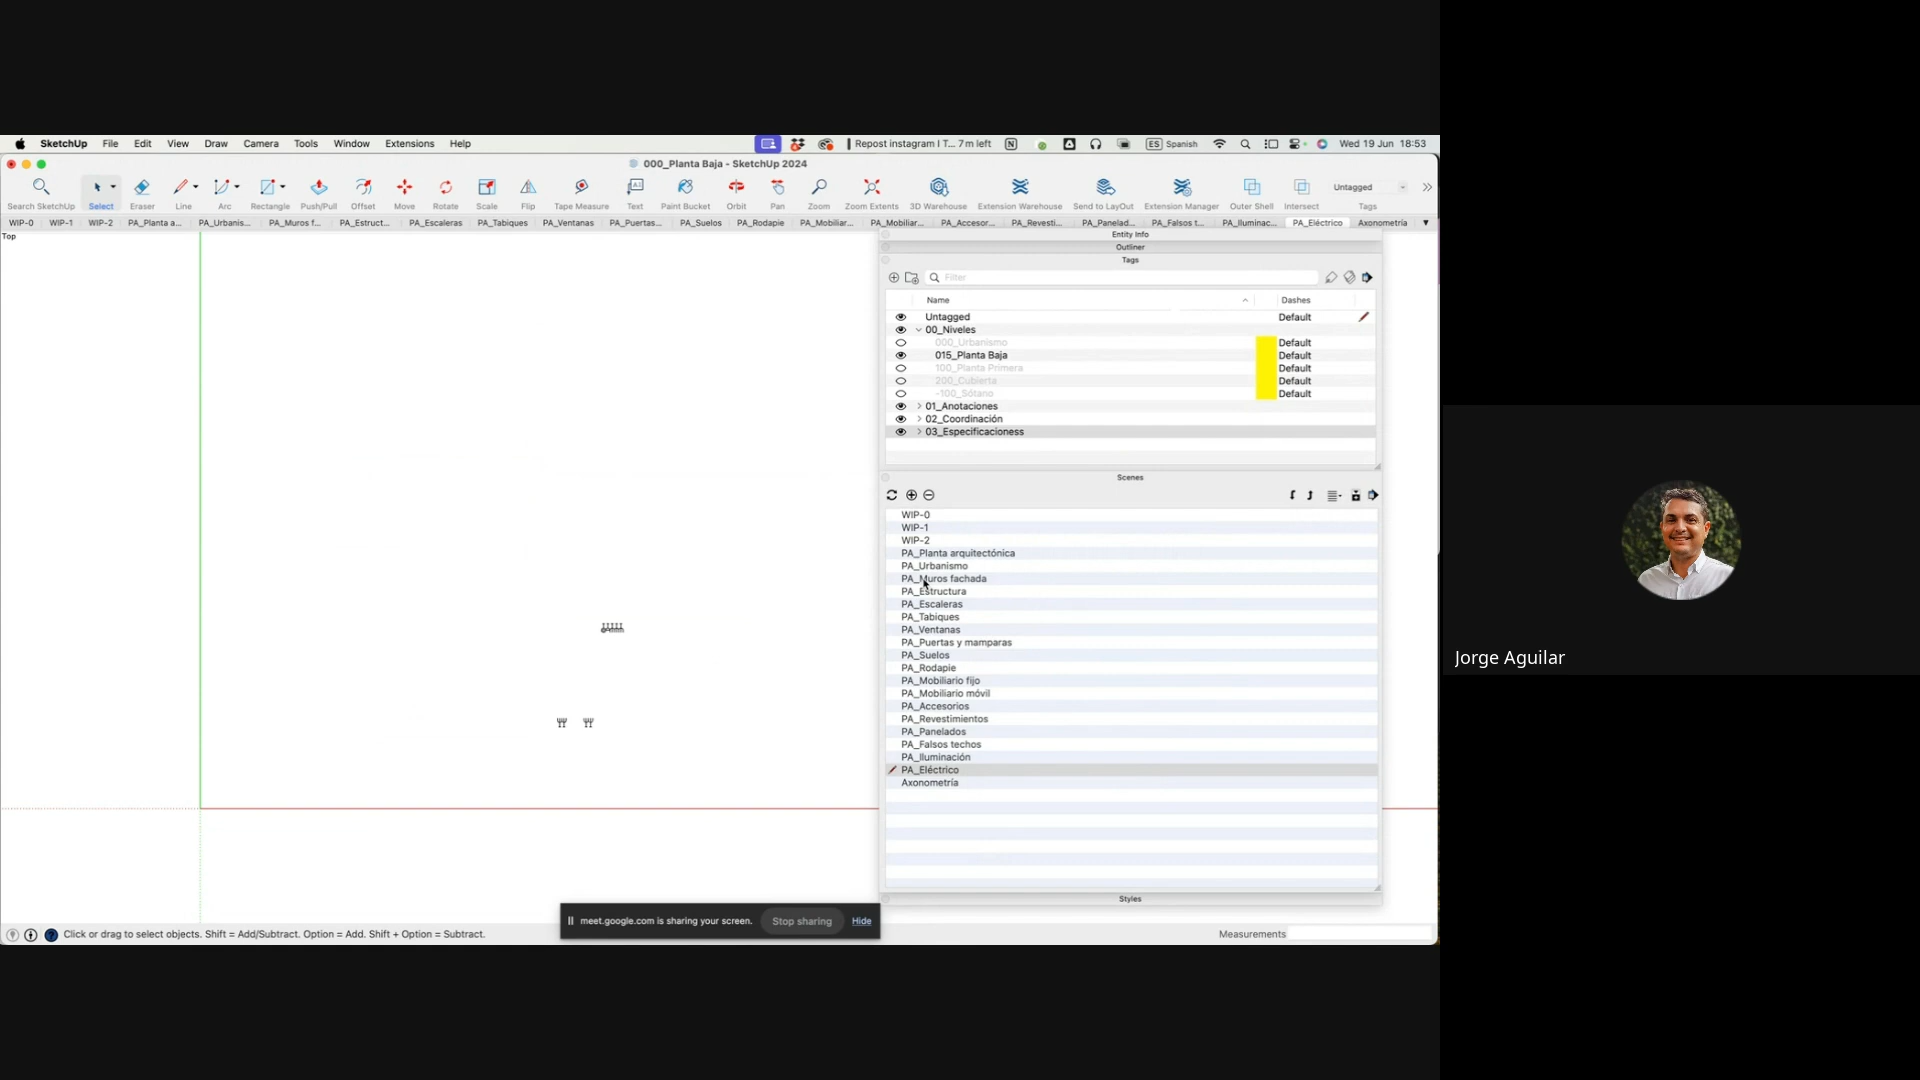 SketchUp File Edit View Draw Camera Tools Window Extensions Help
Repost instagram I T... 7m left
ES Spanish
Wed 19 Jun 18:53
000_Planta Baja - SketchUp 2024
Search SketchUp Select Eraser Line Arc Rectangle Push/Pull Offset Move Rotate Scale Flip Tape Measure Text Paint Bucket Orbit Pan Zoom Zoom Extents 3D Warehouse Extension Warehouse Send to LayOut Extension Manager Outer Shell Intersect Tags
Untagged
WIP-0 WIP-1 WIP-2 PA_Planta a... PA_Urbanis... PA_Muros f... PA_Estruct... PA_Escaleras PA_Tabiques PA_Ventanas PA_Puertas... PA_Suelos PA_Rodapie PA_Mobiliar... PA_Mobiliar... PA_Accesor... PA_Revesti... PA_Panelad... PA_Falsos t... PA_Iluminac... PA_Eléctrico Axonometría
Top
Entity Info
Outliner
Tags
Filter
Name Dashes
Untagged Default
00_Niveles
000_Urbanismo Default
015_Planta Baja Default
100_Planta Primera Default
200_Cubierta Default
-100_Sótano Default
01_Anotaciones
02_Coordinación
03_Especificacioness
Scenes
WIP-0
WIP-1
WIP-2
PA_Planta arquitectónica
PA_Urbanismo
PA_Muros fachada
PA_Estructura
PA_Escaleras
PA_Tabiques
PA_Ventanas
PA_Puertas y mamparas
PA_Suelos
PA_Rodapie
PA_Mobiliario fijo
PA_Mobiliario móvil
PA_Accesorios
PA_Revestimientos
PA_Panelados
PA_Falsos techos
PA_Iluminación
PA_Eléctrico
Axonometría
Styles
meet.google.com is sharing your screen. Stop sharing Hide
Click or drag to select objects. Shift = Add/Subtract. Option = Add. Shift + Option = Subtract.
Measurements
Jorge Aguilar